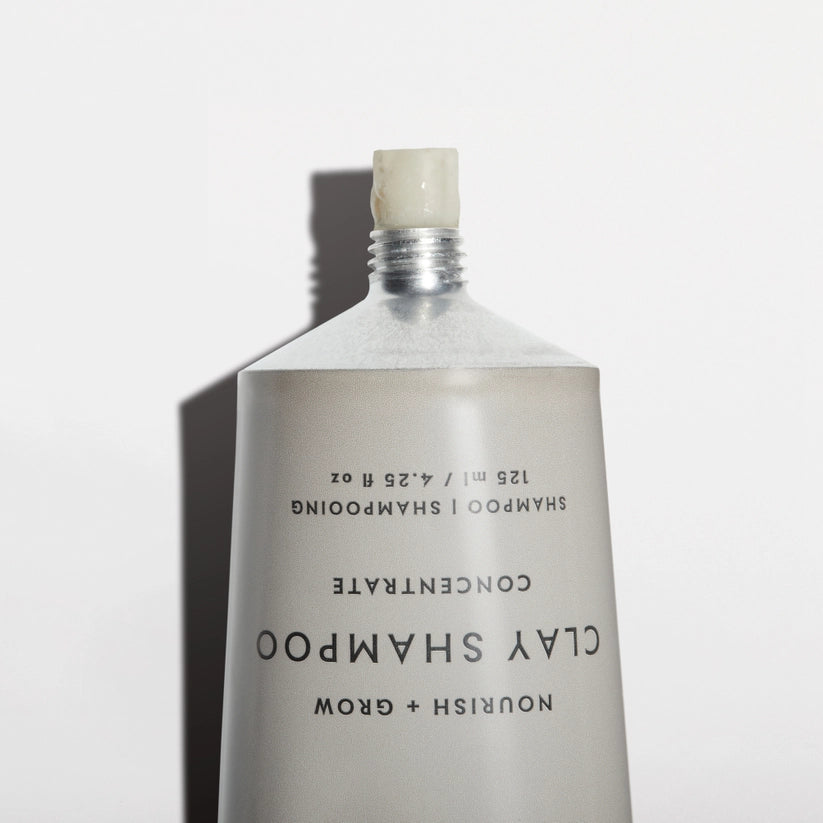 NOURISH + GROW
CLAY SHAMPOO
CONCENTRATE
SHAMPOO | SHAMPOOING
125 ml / 4.25 fl oz